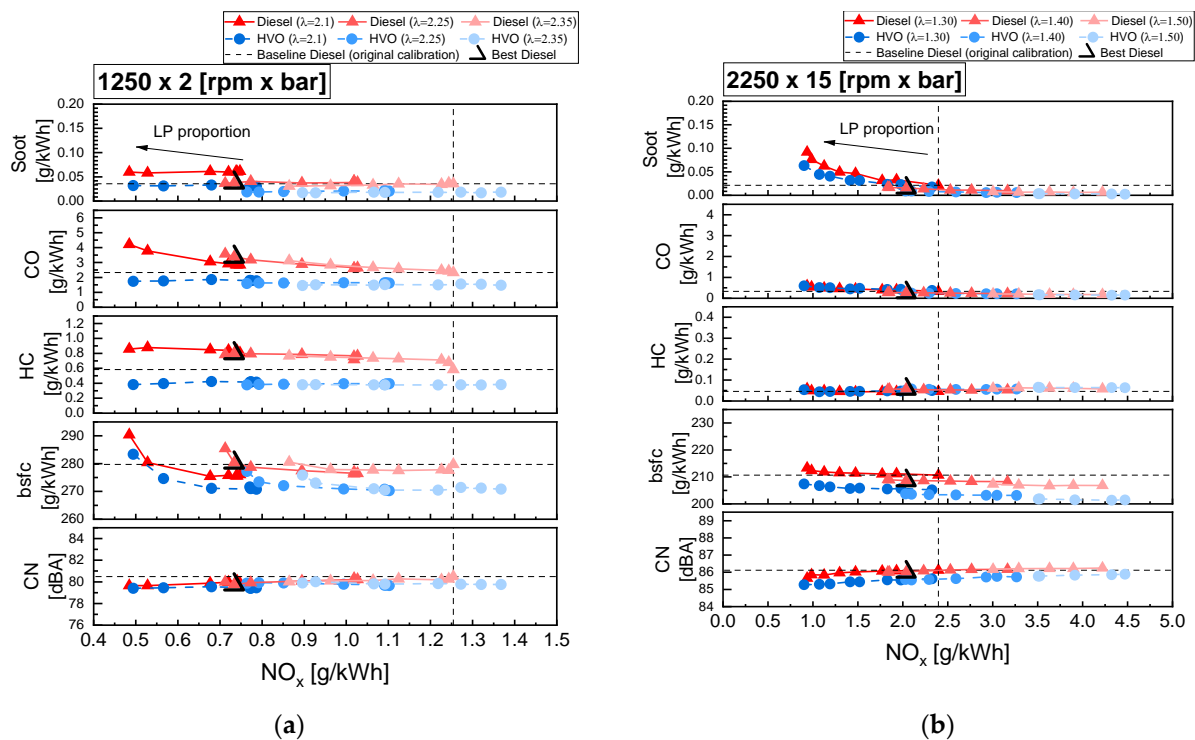 Diesel (λ=2.1) Diesel (λ=2.25) Diesel (λ=2.35)
HVO (λ=2.1) HVO (λ=2.25) HVO (λ=2.35)
Baseline Diesel (original calibration) Best Diesel
1250 x 2 [rpm x bar]
Soot
[g/kWh]
0.20
0.15
0.10
0.05
0.00
LP proportion
CO
[g/kWh]
6
5
4
3
2
1
0
HC
[g/kWh]
1.2
1.0
0.8
0.6
0.4
0.2
0.0
bsfc
[g/kWh]
290
280
270
260
CN
[dBA]
84
82
80
78
76
0.4 0.5 0.6 0.7 0.8 0.9 1.0 1.1 1.2 1.3 1.4 1.5
NOx [g/kWh]
(a)
Diesel (λ=1.30) Diesel (λ=1.40) Diesel (λ=1.50)
HVO (λ=1.30) HVO (λ=1.40) HVO (λ=1.50)
Baseline Diesel (original calibration) Best Diesel
2250 x 15 [rpm x bar]
Soot
[g/kWh]
0.20
0.15
0.10
0.05
0.00
LP proportion
CO
[g/kWh]
4
3
2
1
0
HC
[g/kWh]
0.4
0.3
0.2
0.1
0.0
bsfc
[g/kWh]
230
220
210
200
CN
[dBA]
89
88
87
86
85
84
0.0 0.5 1.0 1.5 2.0 2.5 3.0 3.5 4.0 4.5 5.0
NOx [g/kWh]
(b)